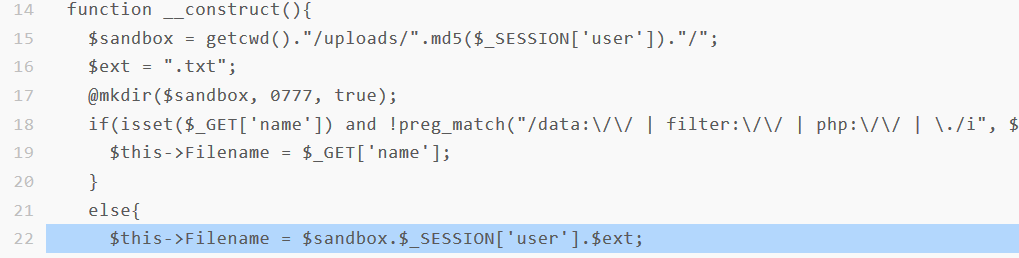 14 function __construct(){
15 $sandbox = getcwd()."/uploads/".md5($_SESSION['user'])."/";
16 $ext = ".txt";
17 @mkdir($sandbox, 0777, true);
18 if(isset($_GET['name']) and !preg_match("/data:\/\/ | filter:\/\/ | php:\/\/ | \./i", $
19 $this->Filename = $_GET['name'];
20 }
21 else{
22 $this->Filename = $sandbox.$_SESSION['user'].$ext;